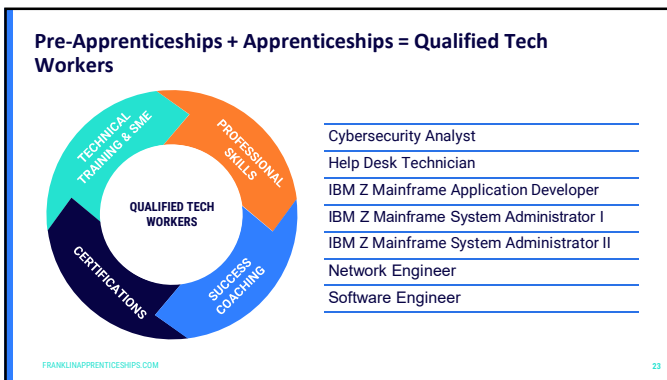 Pre-Apprenticeships + Apprenticeships = Qualified Tech
Workers
TECHNICAL
TRAINING & SME
PROFESSIONAL
SKILLS
QUALIFIED TECH
WORKERS
CERTIFICATIONS
SUCCESS
COACHING
Cybersecurity Analyst
Help Desk Technician
IBM Z Mainframe Application Developer
IBM Z Mainframe System Administrator I
IBM Z Mainframe System Administrator II
Network Engineer
Software Engineer
FRANKLINAPPRENTICESHIPS.COM
23